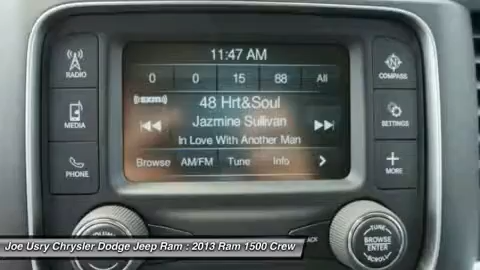 11:47 AM
RADIO
0 0 15 88 All
COMPASS
((SXM))
48 Hrt&Soul
MEDIA
Jazmine Sullivan
SETTINGS
In Love With Another Man
PHONE
Browse AM/FM Tune Info
MORE
TUNE
BROWSE
ENTER
SCROLL
Joe Usry Chrysler Dodge Jeep Ram : 2013 Ram 1500 Crew